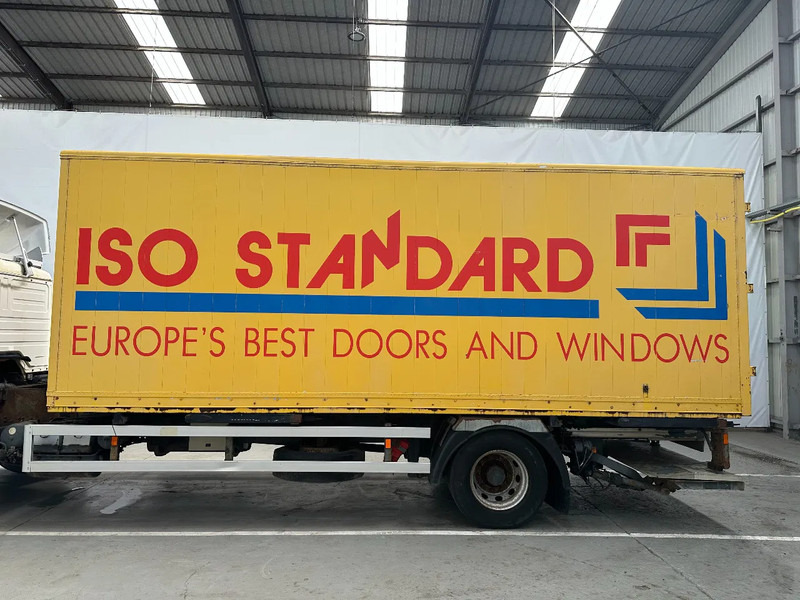 ISO STANDARD
EUROPE'S BEST DOORS AND WINDOWS